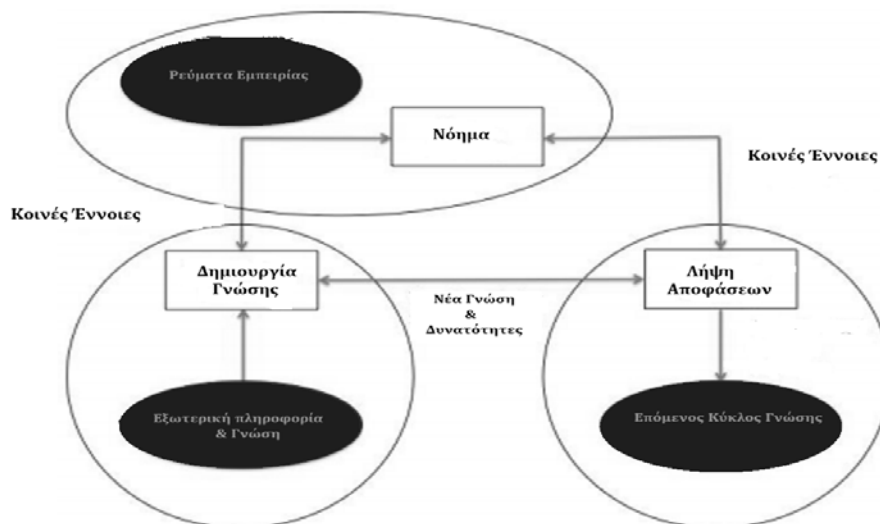 Ρεύματα Εμπειρίας
Νόημα
Κοινές Έννοιες
Κοινές Έννοιες
Δημιουργία
Γνώσης
Λήψη
Αποφάσεων
Νέα Γνώση
&
Δυνατότητες
Εξωτερική πληροφορία
& Γνώση
Επόμενος Κύκλος Γνώσης